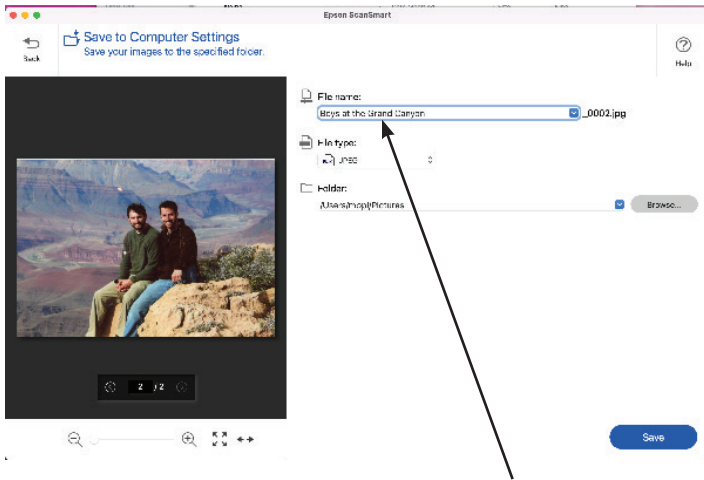 Epson ScanSmart
Back
Save to Computer Settings
Save your images to the specified folder.
Help
File name:
Boys at the Grand Canyon _0002.jpg
File type:
JPEG
Folder:
/Users/mopl/Pictures Browse...
2 / 2
Save